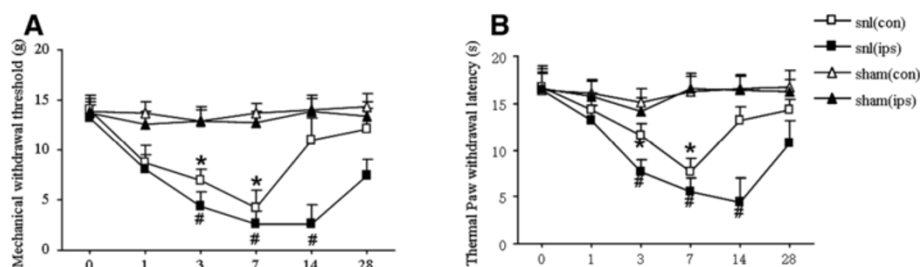 A
Mechanical withdrawal threshold (g)
20
15
10
5
0
* *
# # #
0 1 3 7 14 28
B
Thermal Paw withdrawal latency (s)
20
15
10
5
0
* *
# # #
0 1 3 7 14 28
snl(con)
snl(ips)
sham(con)
sham(ips)